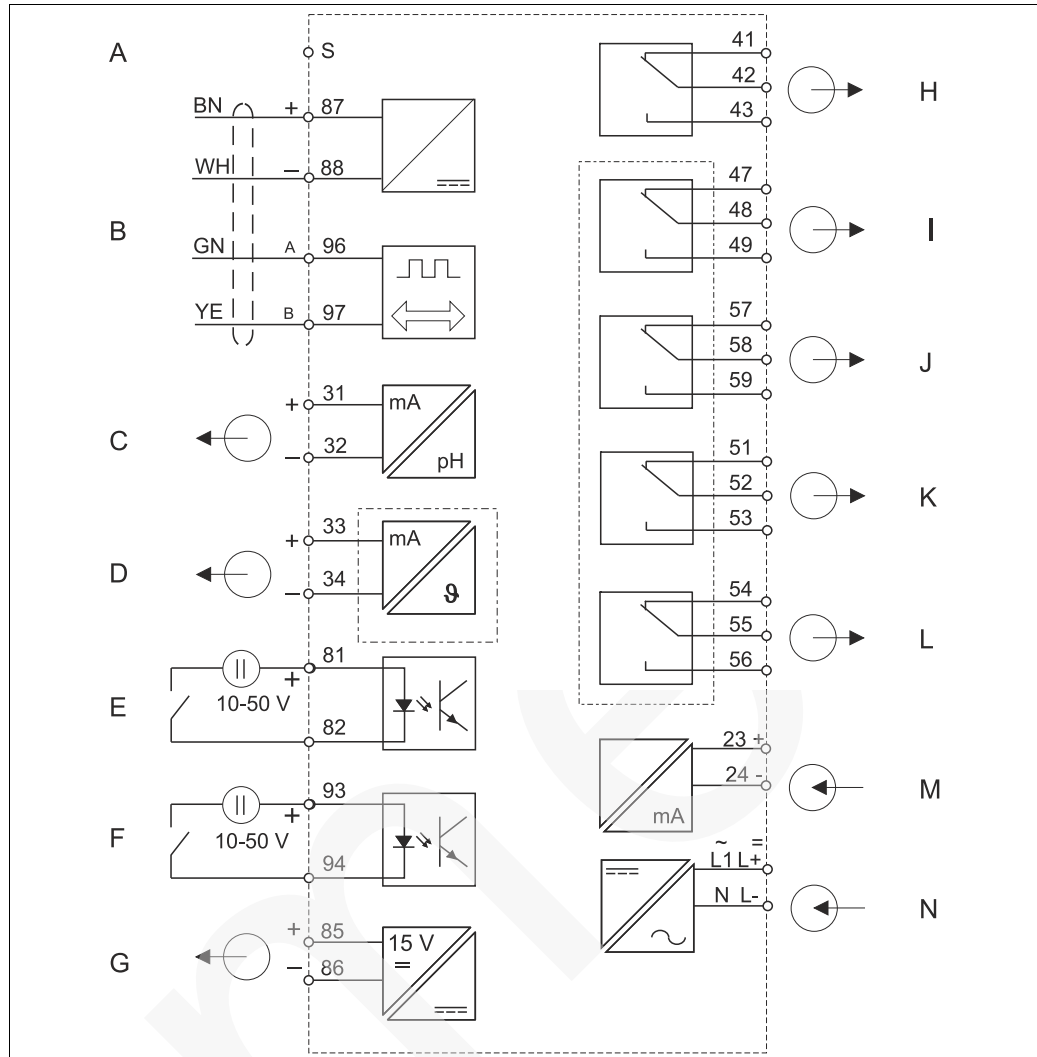 A
S
BN + 87
WH – 88
B
GN A 96
YE B 97
C
+ 31 mA
– 32 pH
D
+ 33 mA
– 34 ϑ
E
81
+
10-50 V
82
F
93
+
10-50 V
94
G
+ 85 15 V
– 86
41
42
43
H
47
48
49
I
57
58
59
J
51
52
53
K
54
55
56
L
23 +
24 -
mA
M
~ =
L1 L+
N L-
N
me